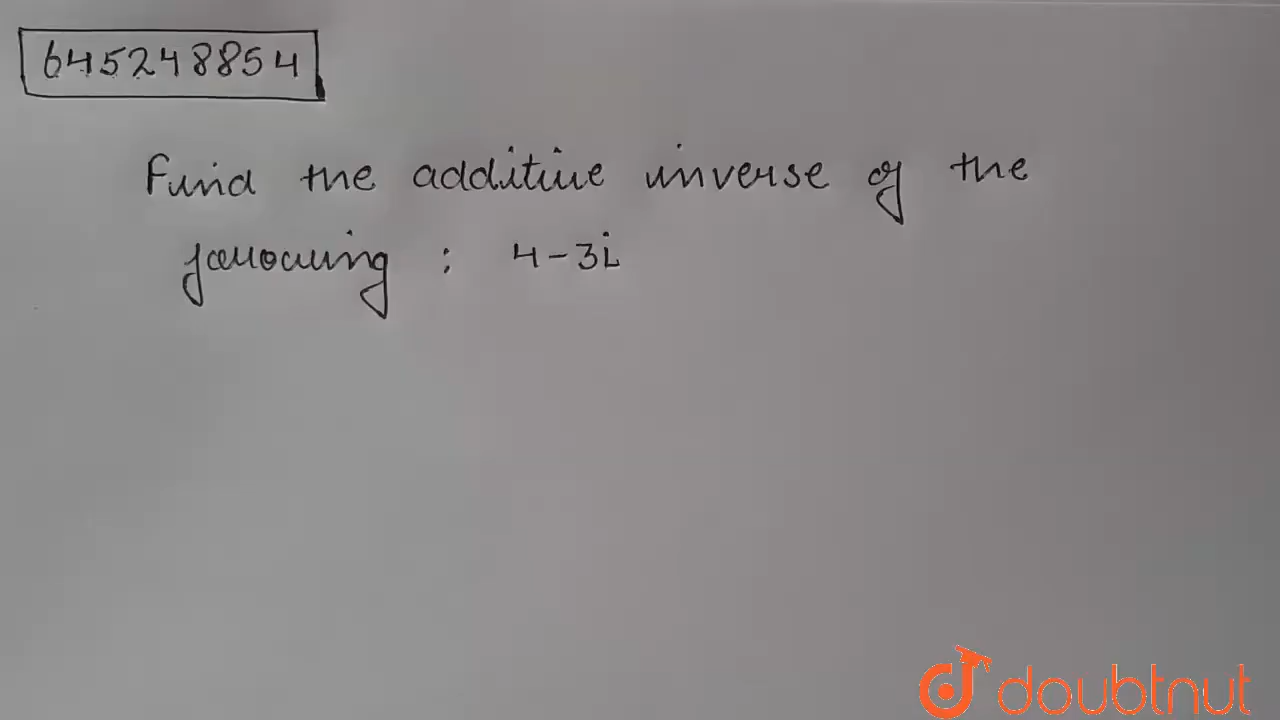 645248854
Find the additive inverse of the
following : 4-3i
doubtnut